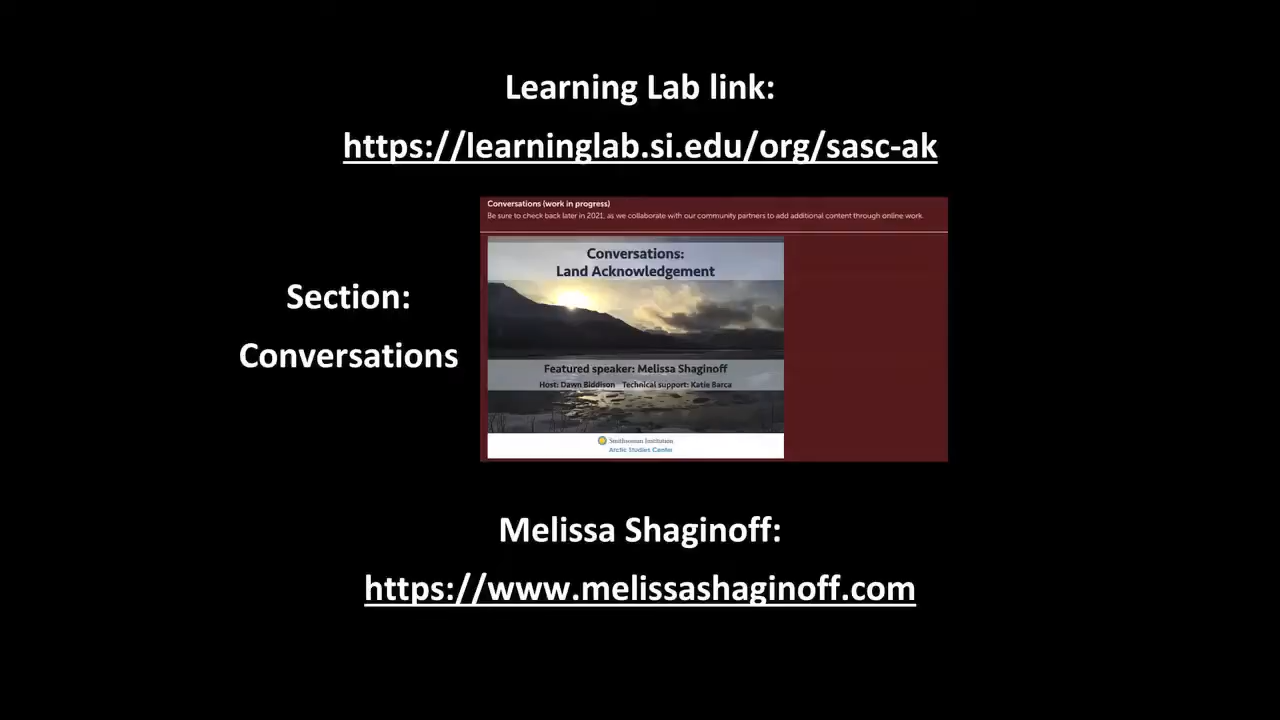 Learning Lab link:
https://learninglab.si.edu/org/sasc-ak
Conversations (work in progress)
Be sure to check back later in 2021, as we collaborate with our community partners to add additional content through online work.
Conversations:
Land Acknowledgement
Section:
Conversations
Featured speaker: Melissa Shaginoff
Host: Dawn Biddison Technical support: Katie Barca
Smithsonian Institution
Arctic Studies Center
Melissa Shaginoff:
https://www.melissashaginoff.com